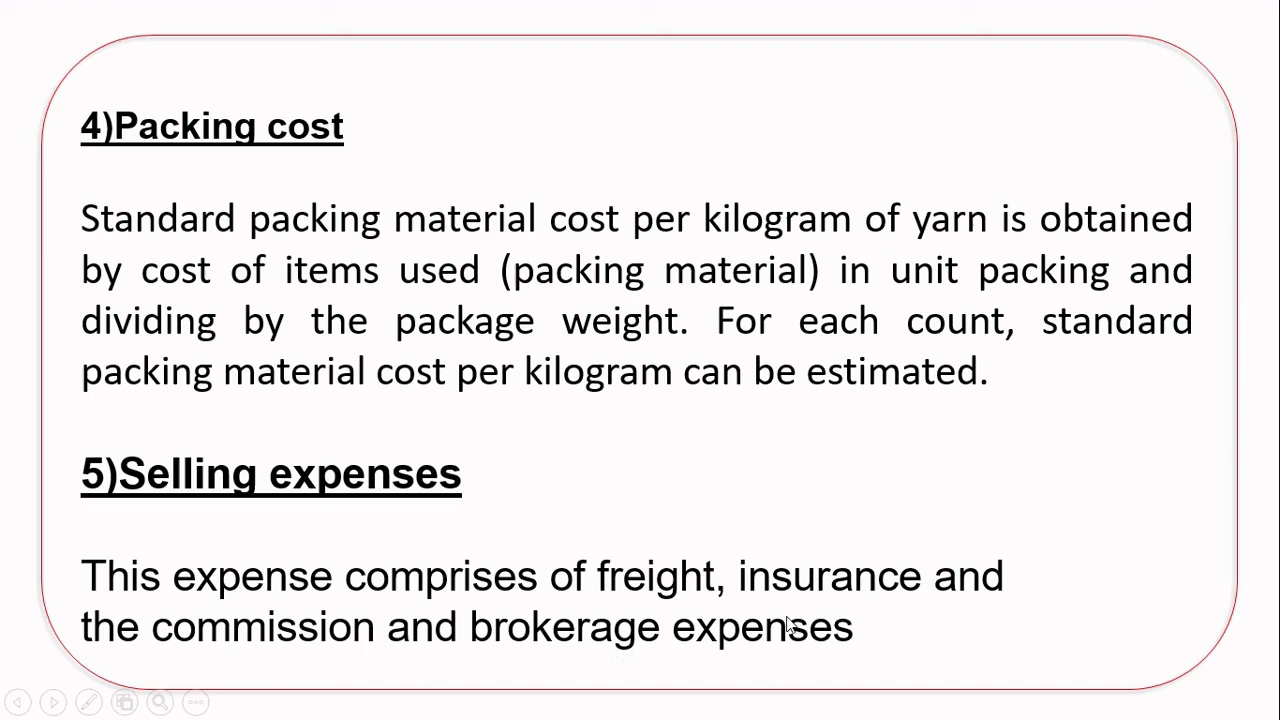 4)Packing cost
Standard packing material cost per kilogram of yarn is obtained
by cost of items used (packing material) in unit packing and
dividing by the package weight. For each count, standard
packing material cost per kilogram can be estimated.
5)Selling expenses
This expense comprises of freight, insurance and
the commission and brokerage expenses